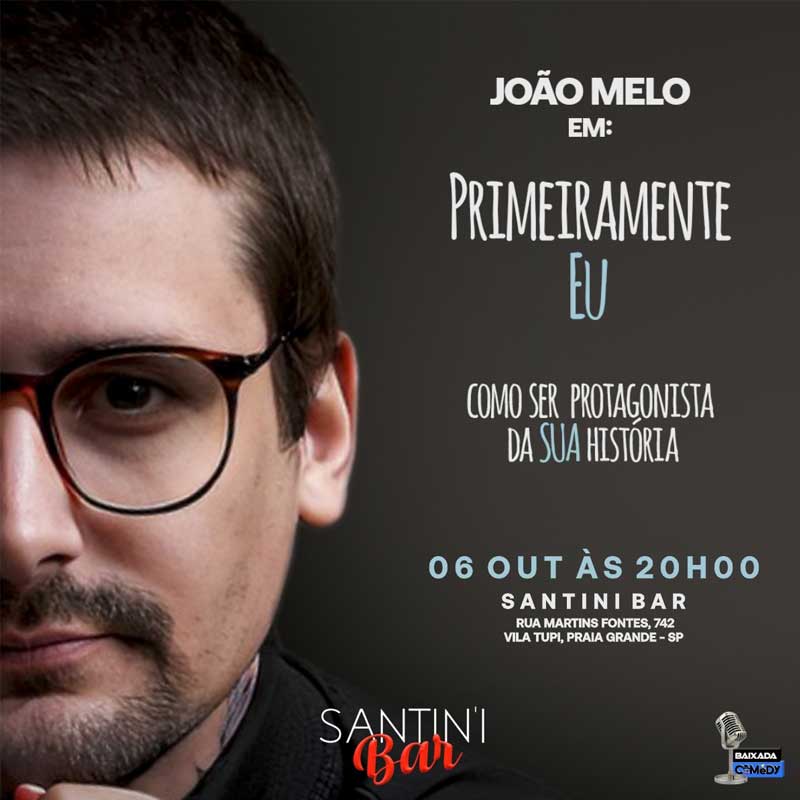 JOÃO MELO
EM:
PRIMEIRAMENTE
EU
COMO SER PROTAGONISTA
DA SUA HISTÓRIA
06 OUT ÀS 20H00
SANTINI BAR
RUA MARTINS FONTES, 742
VILA TUPI, PRAIA GRANDE - SP
SANTIN'I
Bar
BAIXADA
COMéDY